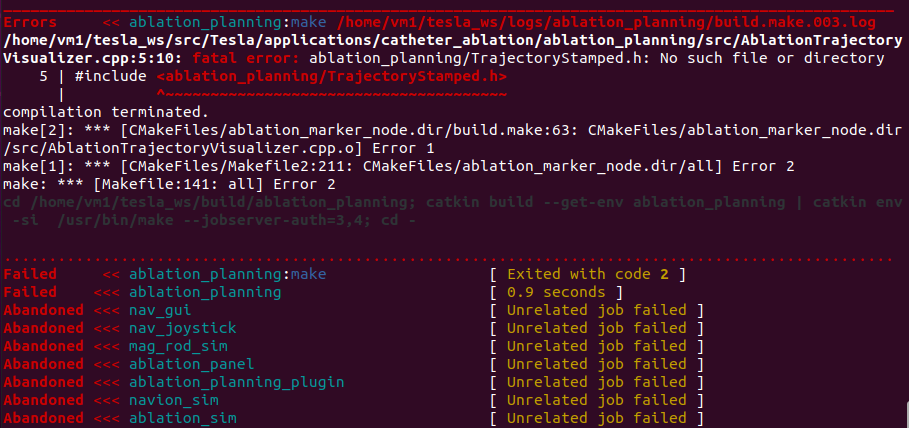 Errors << ablation_planning:make /home/vm1/tesla_ws/logs/ablation_planning/build.make.003.log
/home/vm1/tesla_ws/src/Tesla/applications/catheter_ablation/ablation_planning/src/AblationTrajectory
Visualizer.cpp:5:10: fatal error: ablation_planning/TrajectoryStamped.h: No such file or directory
5 | #include <ablation_planning/TrajectoryStamped.h>
| ^~~~~~~~~~~~~~~~~~~~~~~~~~~~~~~~~~~~~~~
compilation terminated.
make[2]: *** [CMakeFiles/ablation_marker_node.dir/build.make:63: CMakeFiles/ablation_marker_node.dir
/src/AblationTrajectoryVisualizer.cpp.o] Error 1
make[1]: *** [CMakeFiles/Makefile2:211: CMakeFiles/ablation_marker_node.dir/all] Error 2
make: *** [Makefile:141: all] Error 2
cd /home/vm1/tesla_ws/build/ablation_planning; catkin build --get-env ablation_planning | catkin env
-si /usr/bin/make --jobserver-auth=3,4; cd -
Failed << ablation_planning:make [ Exited with code 2 ]
Failed <<< ablation_planning [ 0.9 seconds ]
Abandoned <<< nav_gui [ Unrelated job failed ]
Abandoned <<< nav_joystick [ Unrelated job failed ]
Abandoned <<< mag_rod_sim [ Unrelated job failed ]
Abandoned <<< ablation_panel [ Unrelated job failed ]
Abandoned <<< ablation_planning_plugin [ Unrelated job failed ]
Abandoned <<< navion_sim [ Unrelated job failed ]
Abandoned <<< ablation_sim [ Unrelated job failed ]